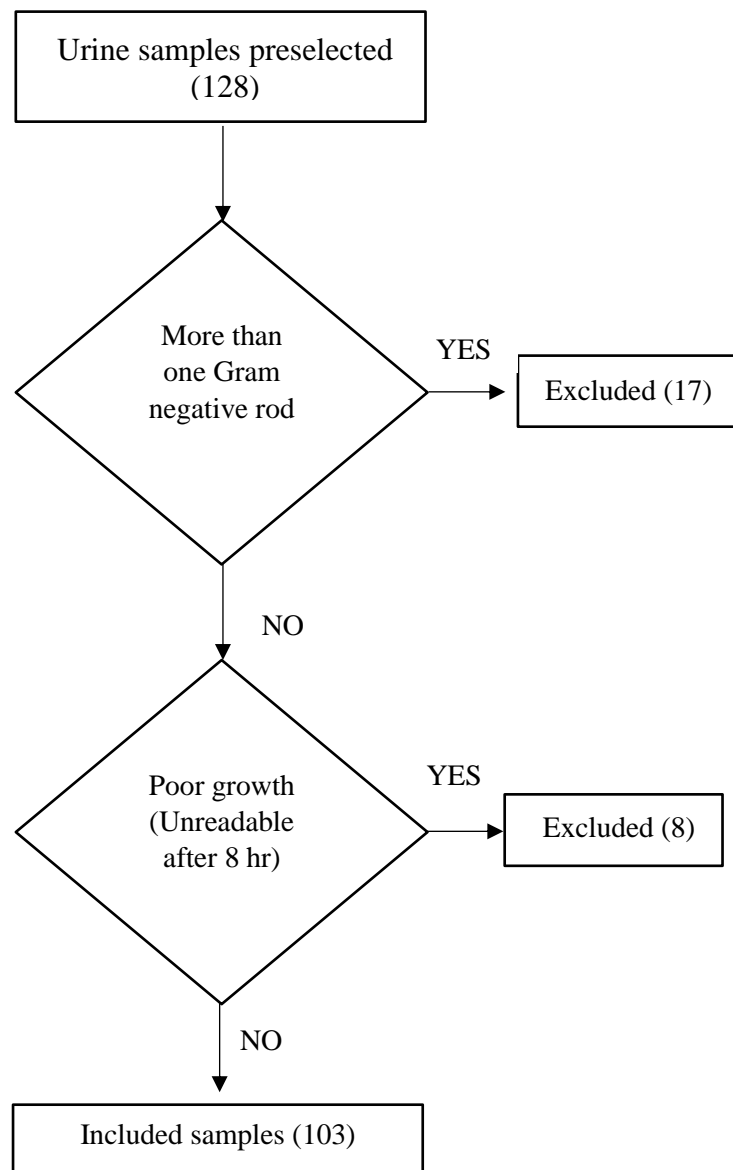 Urine samples preselected
(128)
More than
one Gram
negative rod
YES
Excluded (17)
NO
Poor growth
(Unreadable
after 8 hr)
YES
Excluded (8)
NO
Included samples (103)